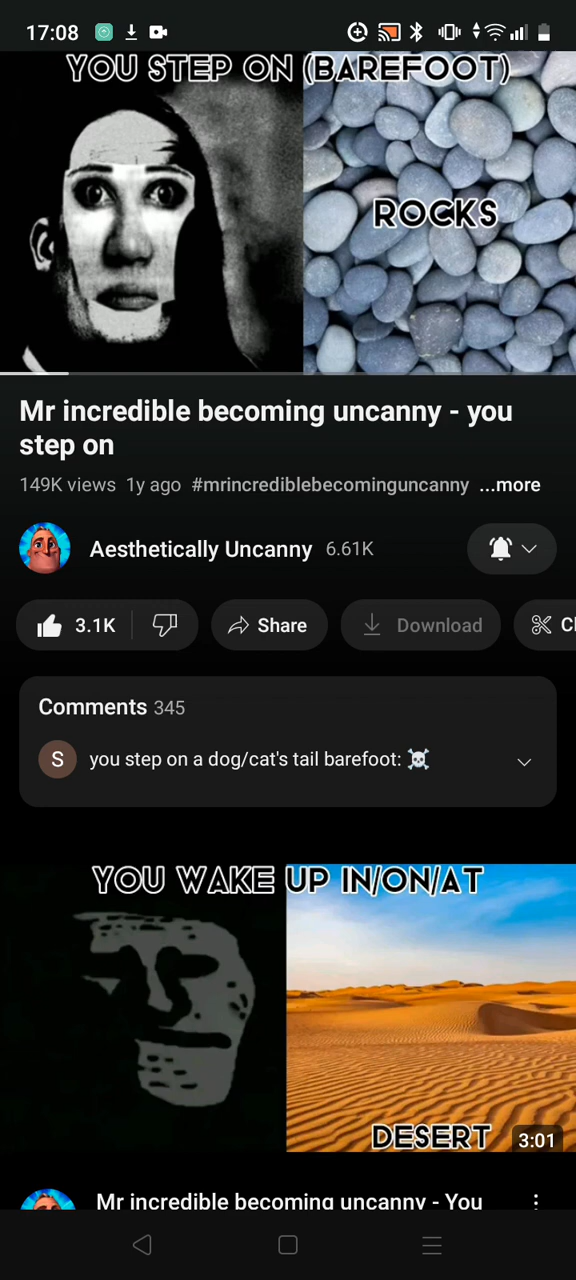 17:08
YOU STEP ON (BAREFOOT)
ROCKS
Mr incredible becoming uncanny - you
step on
149K views 1y ago #mrincrediblebecominguncanny ...more
Aesthetically Uncanny 6.61K
3.1K
Share
Download
Comments 345
S
you step on a dog/cat's tail barefoot: ☠️
YOU WAKE UP IN/ON/AT
DESERT
3:01
Mr incredible becoming uncanny - You